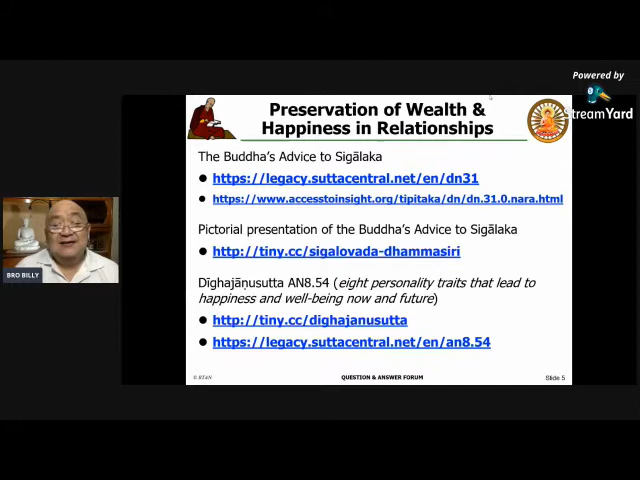 Powered by
StreamYard
Preservation of Wealth &
Happiness in Relationships
The Buddha's Advice to Sigālaka
● https://legacy.suttacentral.net/en/dn31
● https://www.accesstoinsight.org/tipitaka/dn/dn.31.0.nara.html
Pictorial presentation of the Buddha's Advice to Sigālaka
● http://tiny.cc/sigalovada-dhammasiri
Dīghajāṇusutta AN8.54 (eight personality traits that lead to
happiness and well-being now and future)
● http://tiny.cc/dighajanusutta
● https://legacy.suttacentral.net/en/an8.54
BRO BILLY
QUESTION & ANSWER FORUM
Slide 5